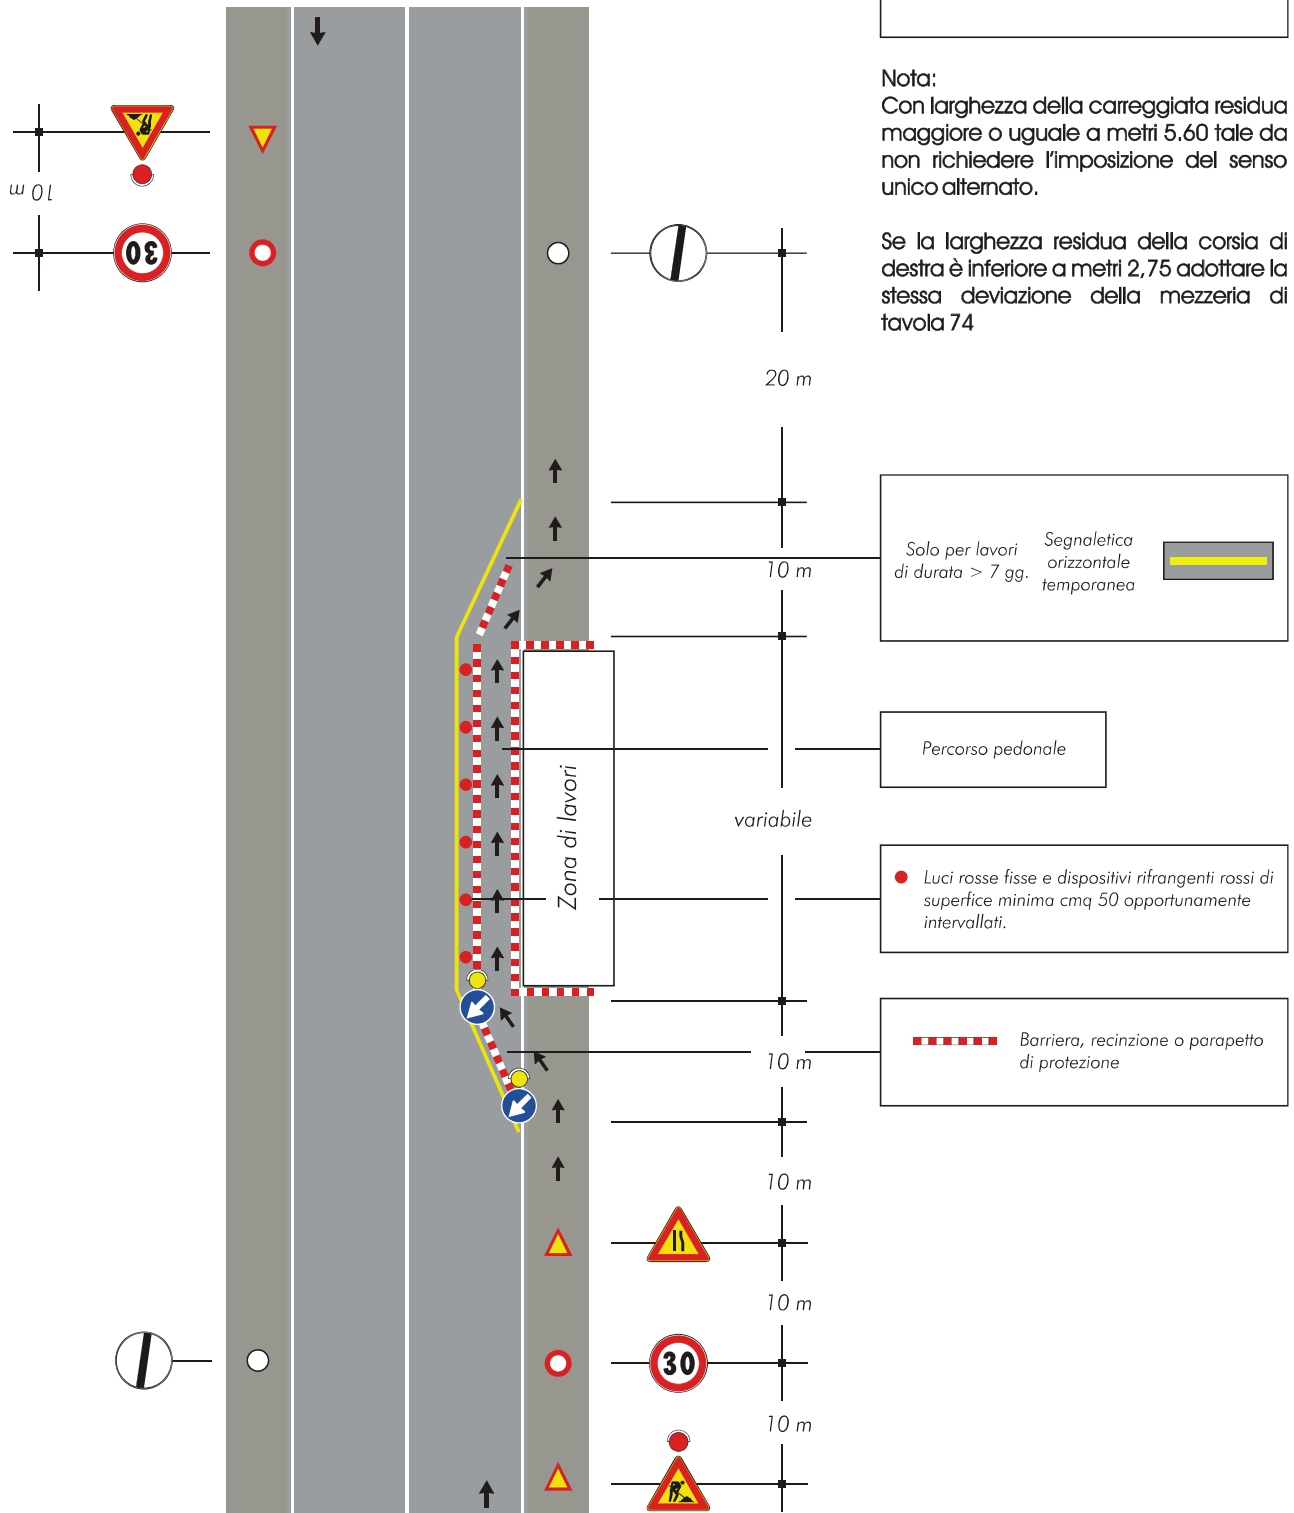 Nota:
Con larghezza della carreggiata residua
maggiore o uguale a metri 5.60 tale da
non richiedere l'imposizione del senso
unico alternato.
Se la larghezza residua della corsia di
destra è inferiore a metri 2,75 adottare la
stessa deviazione della mezzeria di
tavola 74
10 m
30
20 m
10 m
Solo per lavori
di durata > 7 gg.
Segnaletica
orizzontale
temporanea
Percorso pedonale
Zona di lavori
variabile
Luci rosse fisse e dispositivi rifrangenti rossi di
superfice minima cmq 50 opportunamente
intervallati.
Barriera, recinzione o parapetto
di protezione
10 m
10 m
10 m
30
10 m